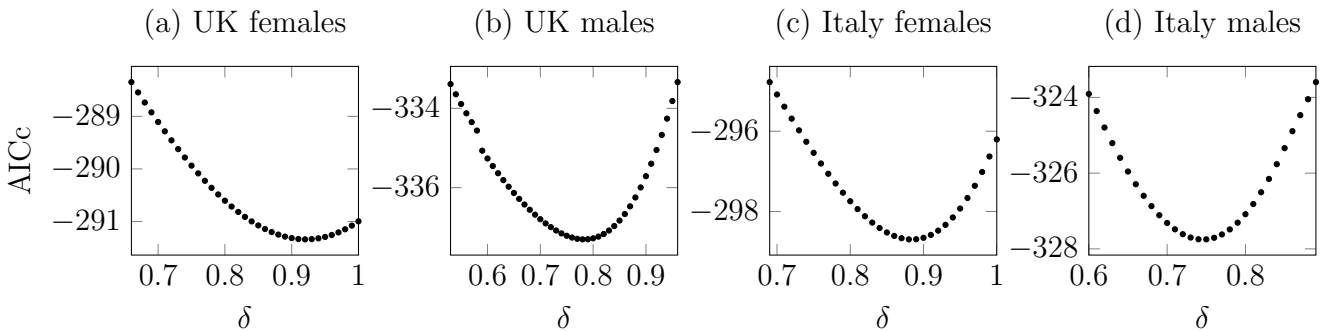 (a) UK females
(b) UK males
(c) Italy females
(d) Italy males
AICc
−289
−290
−291
0.7 0.8 0.9 1
δ
−334
−336
0.6 0.7 0.8 0.9
δ
−296
−298
0.7 0.8 0.9 1
δ
−324
−326
−328
0.6 0.8
δ